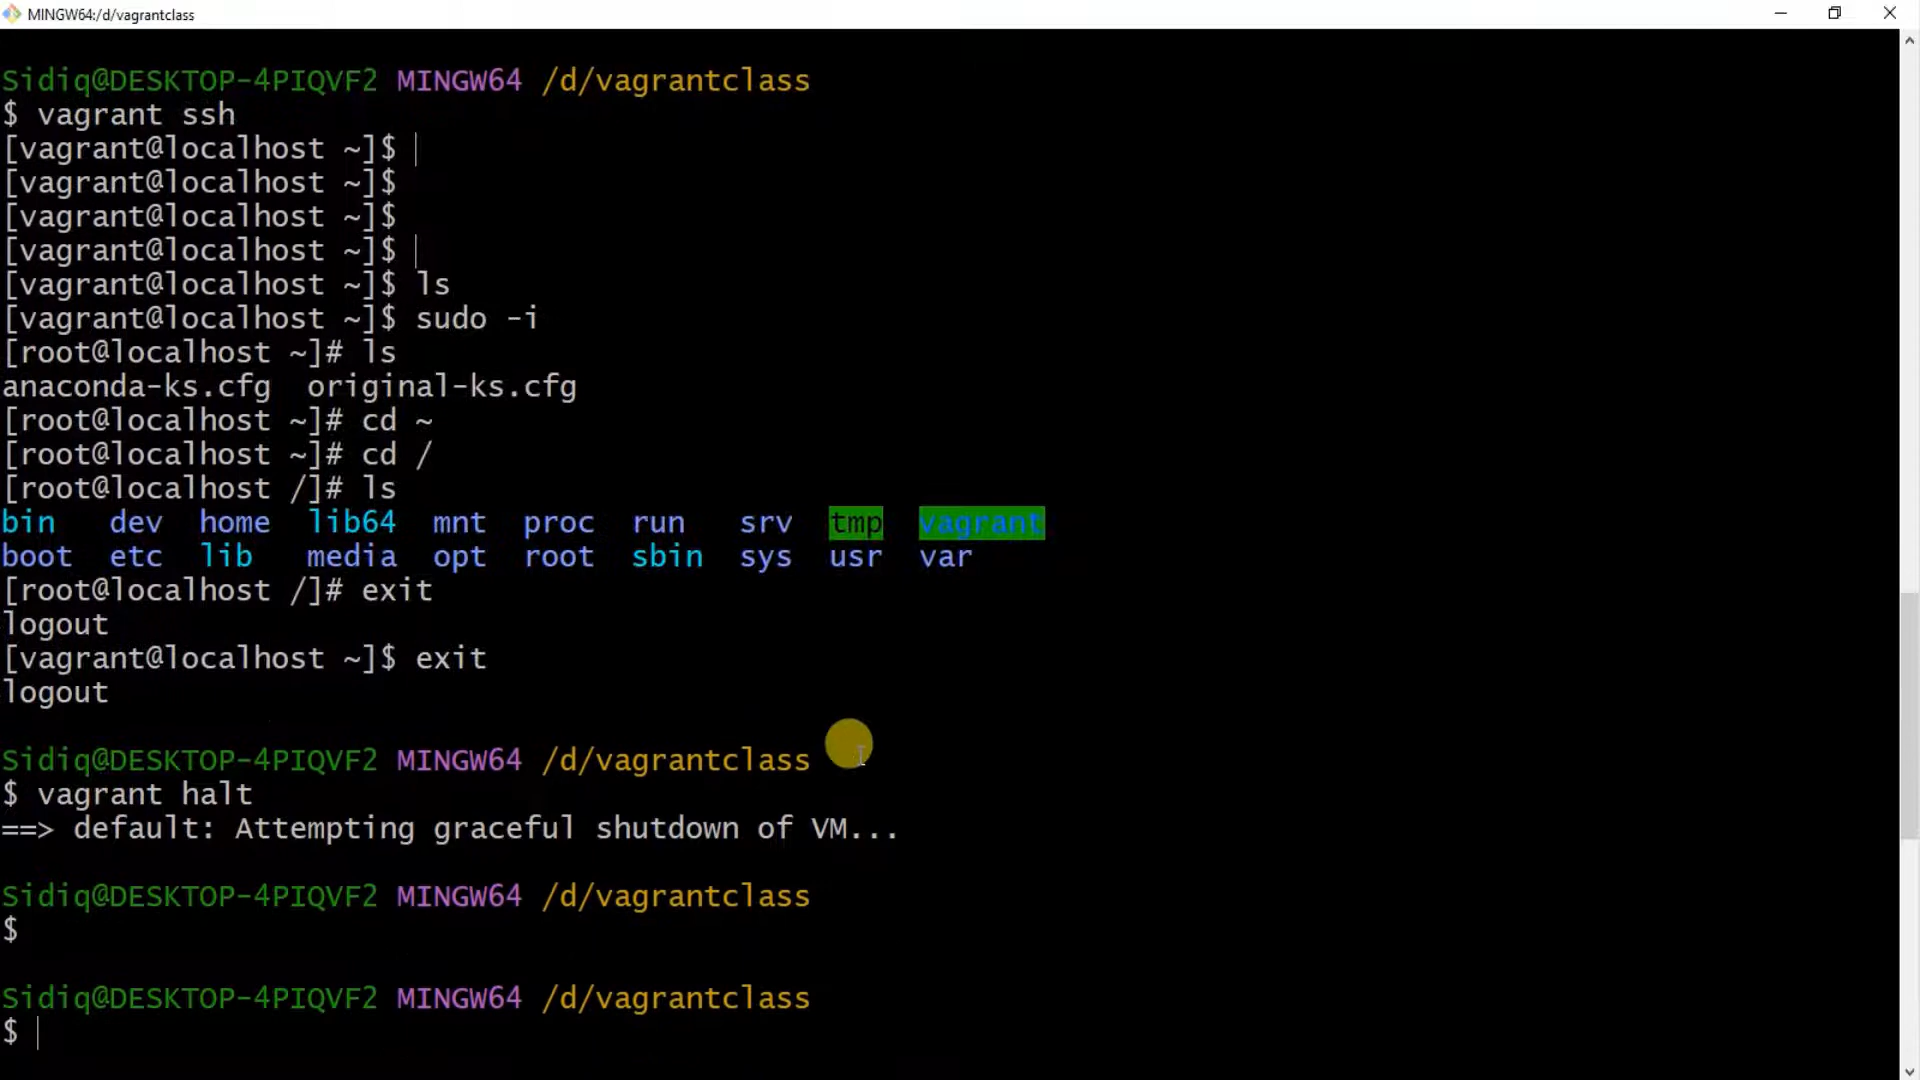 MINGW64:/d/vagrantclass
Sidiq@DESKTOP-4PIQVF2 MINGW64 /d/vagrantclass
$ vagrant ssh
[vagrant@localhost ~]$
[vagrant@localhost ~]$
[vagrant@localhost ~]$
[vagrant@localhost ~]$
[vagrant@localhost ~]$ ls
[vagrant@localhost ~]$ sudo -i
[root@localhost ~]# ls
anaconda-ks.cfg  original-ks.cfg
[root@localhost ~]# cd ~
[root@localhost ~]# cd /
[root@localhost /]# ls
bin   dev  home  lib64  mnt  proc  run   srv  tmp  vagrant
boot  etc  lib   media  opt  root  sbin  sys  usr  var
[root@localhost /]# exit
logout
[vagrant@localhost ~]$ exit
logout
Sidiq@DESKTOP-4PIQVF2 MINGW64 /d/vagrantclass
$ vagrant halt
==> default: Attempting graceful shutdown of VM...
Sidiq@DESKTOP-4PIQVF2 MINGW64 /d/vagrantclass
$
Sidiq@DESKTOP-4PIQVF2 MINGW64 /d/vagrantclass
$